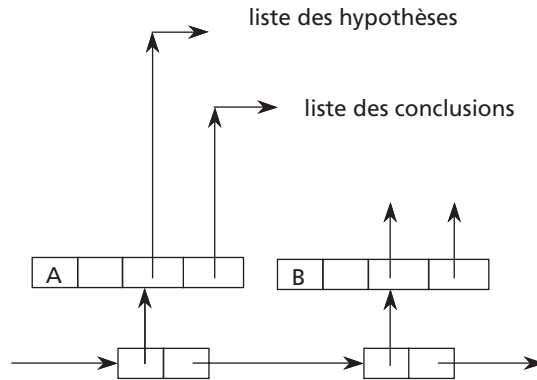 liste des hypothèses
liste des conclusions
A
B